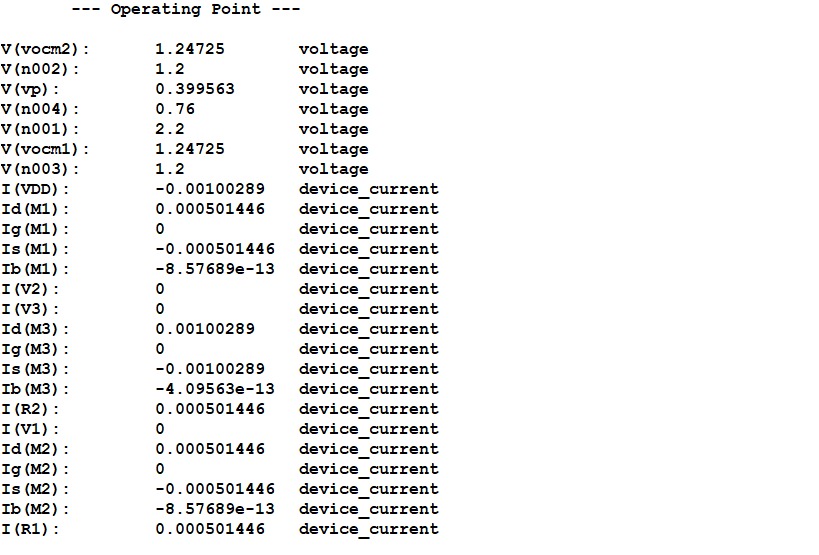 --- Operating Point ---
V(vocm2): 1.24725 voltage
V(n002): 1.2 voltage
V(vp): 0.399563 voltage
V(n004): 0.76 voltage
V(n001): 2.2 voltage
V(vocm1): 1.24725 voltage
V(n003): 1.2 voltage
I(VDD): -0.00100289 device_current
Id(M1): 0.000501446 device_current
Ig(M1): 0 device_current
Is(M1): -0.000501446 device_current
Ib(M1): -8.57689e-13 device_current
I(V2): 0 device_current
I(V3): 0 device_current
Id(M3): 0.00100289 device_current
Ig(M3): 0 device_current
Is(M3): -0.00100289 device_current
Ib(M3): -4.09563e-13 device_current
I(R2): 0.000501446 device_current
I(V1): 0 device_current
Id(M2): 0.000501446 device_current
Ig(M2): 0 device_current
Is(M2): -0.000501446 device_current
Ib(M2): -8.57689e-13 device_current
I(R1): 0.000501446 device_current